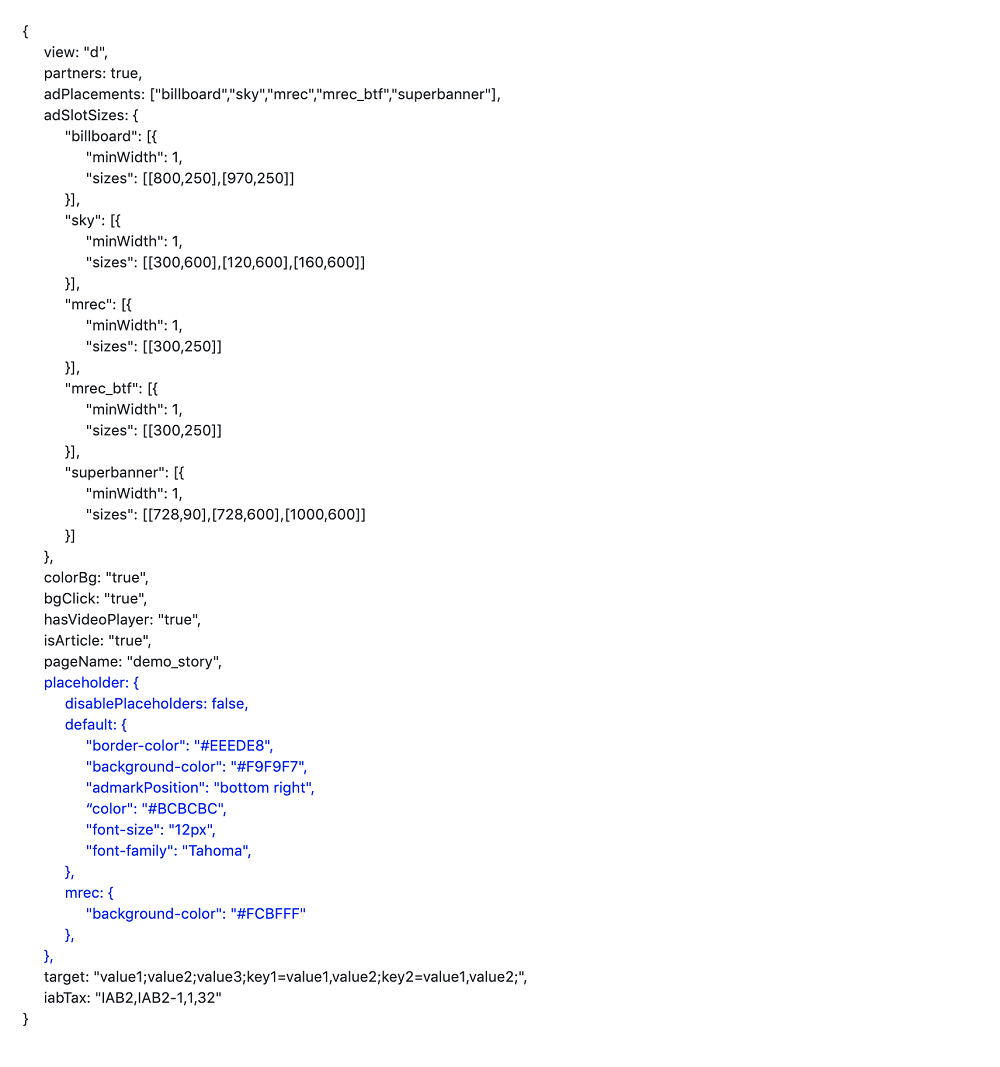 {
view: "d",
partners: true,
adPlacements: ["billboard","sky","mrec","mrec_btf","superbanner"],
adSlotSizes: {
"billboard": [{
"minWidth": 1,
"sizes": [[800,250],[970,250]]
}],
"sky": [{
"minWidth": 1,
"sizes": [[300,600],[120,600],[160,600]]
}],
"mrec": [{
"minWidth": 1,
"sizes": [[300,250]]
}],
"mrec_btf": [{
"minWidth": 1,
"sizes": [[300,250]]
}],
"superbanner": [{
"minWidth": 1,
"sizes": [[728,90],[728,600],[1000,600]]
}]
},
colorBg: "true",
bgClick: "true",
hasVideoPlayer: "true",
isArticle: "true",
pageName: "demo_story",
placeholder: {
disablePlaceholders: false,
default: {
"border-color": "#EEEDE8",
"background-color": "#F9F9F7",
"admarkPosition": "bottom right",
“color": "#BCBCBC",
"font-size": "12px",
"font-family": "Tahoma",
},
mrec: {
"background-color": "#FCBFFF"
},
},
target: "value1;value2;value3;key1=value1,value2;key2=value1,value2;",
iabTax: "IAB2,IAB2-1,1,32"
}